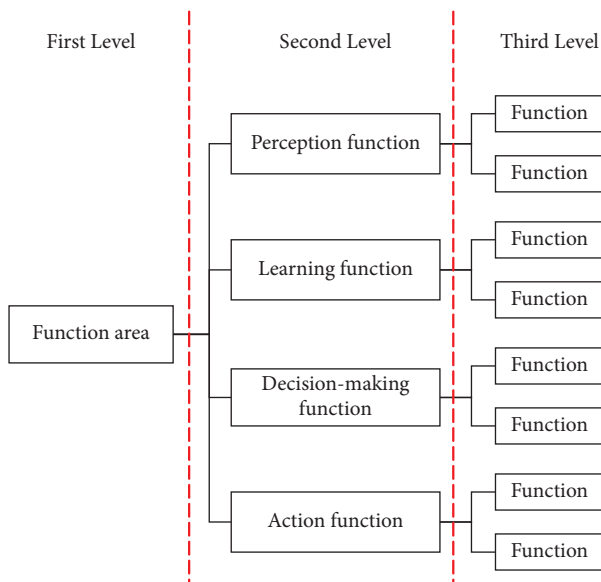 First Level
Second Level
Third Level
Function area
Perception function
Learning function
Decision-making
function
Action function
Function
Function
Function
Function
Function
Function
Function
Function